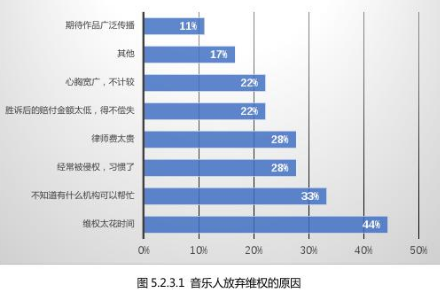 期待作品广泛传播 11%
其他 17%
心胸宽广，不计较 22%
胜诉后的赔付金额太低，得不偿失 22%
律师费太贵 28%
经常被侵权，习惯了 28%
不知道有什么机构可以帮忙 33%
维权太花时间 44%
0% 10% 20% 30% 40% 50%
图 5.2.3.1 音乐人放弃维权的原因